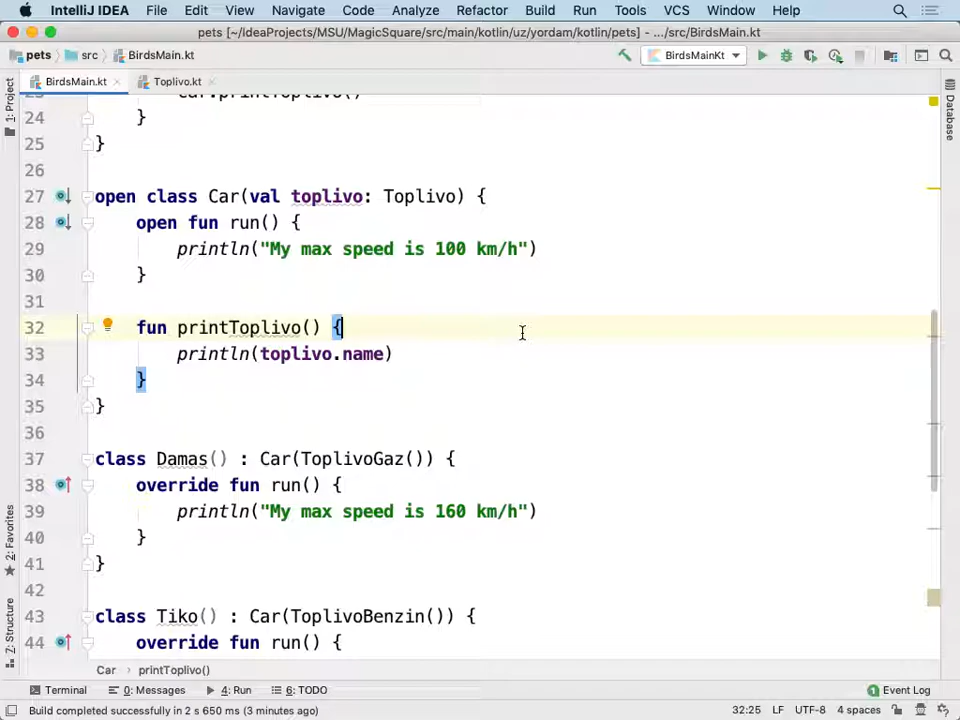 IntelliJ IDEA File Edit View Navigate Code Analyze Refactor Build Run Tools VCS Window Help
pets [~/IdeaProjects/MSU/MagicSquare/src/main/kotlin/uz/yordam/kotlin/pets] - .../src/BirdsMain.kt
pets src BirdsMain.kt BirdsMainKt
BirdsMain.kt Toplivo.kt
1: Project
Database
23 car.printToplivo()
24 }
25 }
26
27 open class Car(val toplivo: Toplivo) {
28 open fun run() {
29 println("My max speed is 100 km/h")
30 }
31
32 fun printToplivo() {
33 println(toplivo.name)
34 }
35 }
36
37 class Damas() : Car(ToplivoGaz()) {
38 override fun run() {
39 println("My max speed is 160 km/h")
40 }
41 }
42
43 class Tiko() : Car(ToplivoBenzin()) {
44 override fun run() {
2: Favorites
7: Structure
Car printToplivo()
Terminal 0: Messages 4: Run 6: TODO Event Log
Build completed successfully in 2 s 650 ms (3 minutes ago) 32:25 LF UTF-8 4 spaces